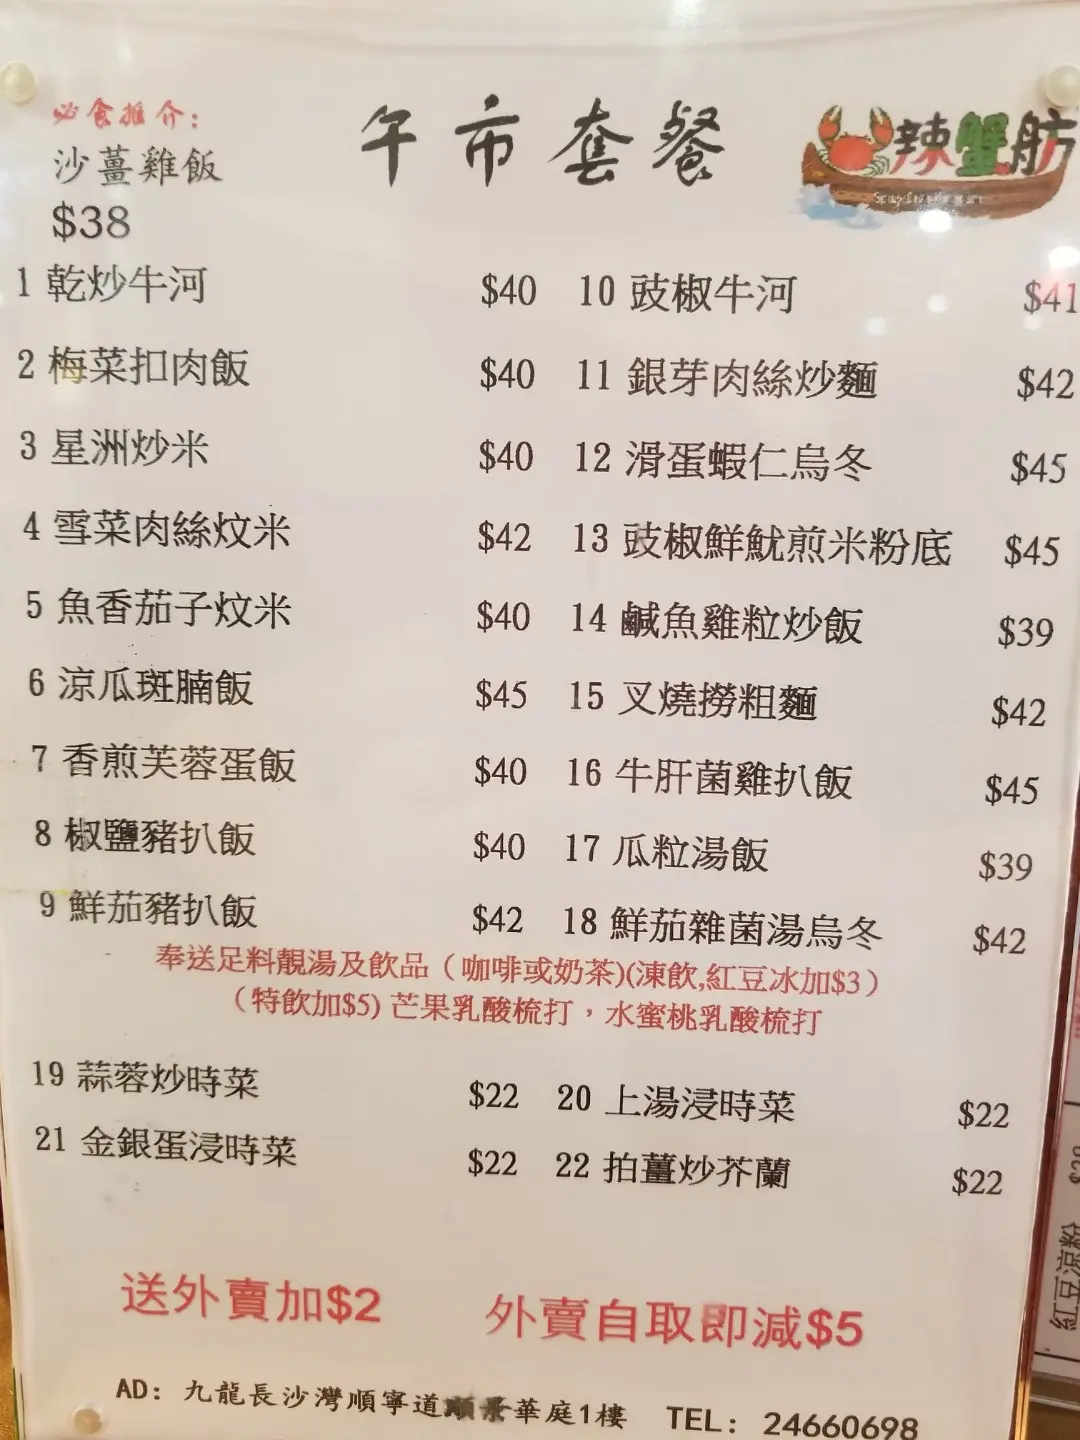 必食推介:
沙薑雞飯
$38
午市套餐
辣蟹舫
1 乾炒牛河 $40
10 豉椒牛河 $41
2 梅菜扣肉飯 $40
11 銀芽肉絲炒麵 $42
3 星洲炒米 $40
12 滑蛋蝦仁烏冬 $45
4 雪菜肉絲炆米 $42
13 豉椒鮮魷煎米粉底 $45
5 魚香茄子炆米 $40
14 鹹魚雞粒炒飯 $39
6 涼瓜斑腩飯 $45
15 叉燒撈粗麵 $42
7 香煎芙蓉蛋飯 $40
16 牛肝菌雞扒飯 $45
8 椒鹽豬扒飯 $40
17 瓜粒湯飯 $39
9 鮮茄豬扒飯 $42
18 鮮茄雜菌湯烏冬 $42
奉送足料靚湯及飲品（咖啡或奶茶)(凍飲,紅豆冰加$3）
（特飲加$5) 芒果乳酸梳打，水蜜桃乳酸梳打
19 蒜蓉炒時菜 $22
20 上湯浸時菜 $22
21 金銀蛋浸時菜 $22
22 拍薑炒芥蘭 $22
送外賣加$2
外賣自取即減$5
AD: 九龍長沙灣順寧道順景華庭1樓 TEL: 24660698
紅豆涼粉